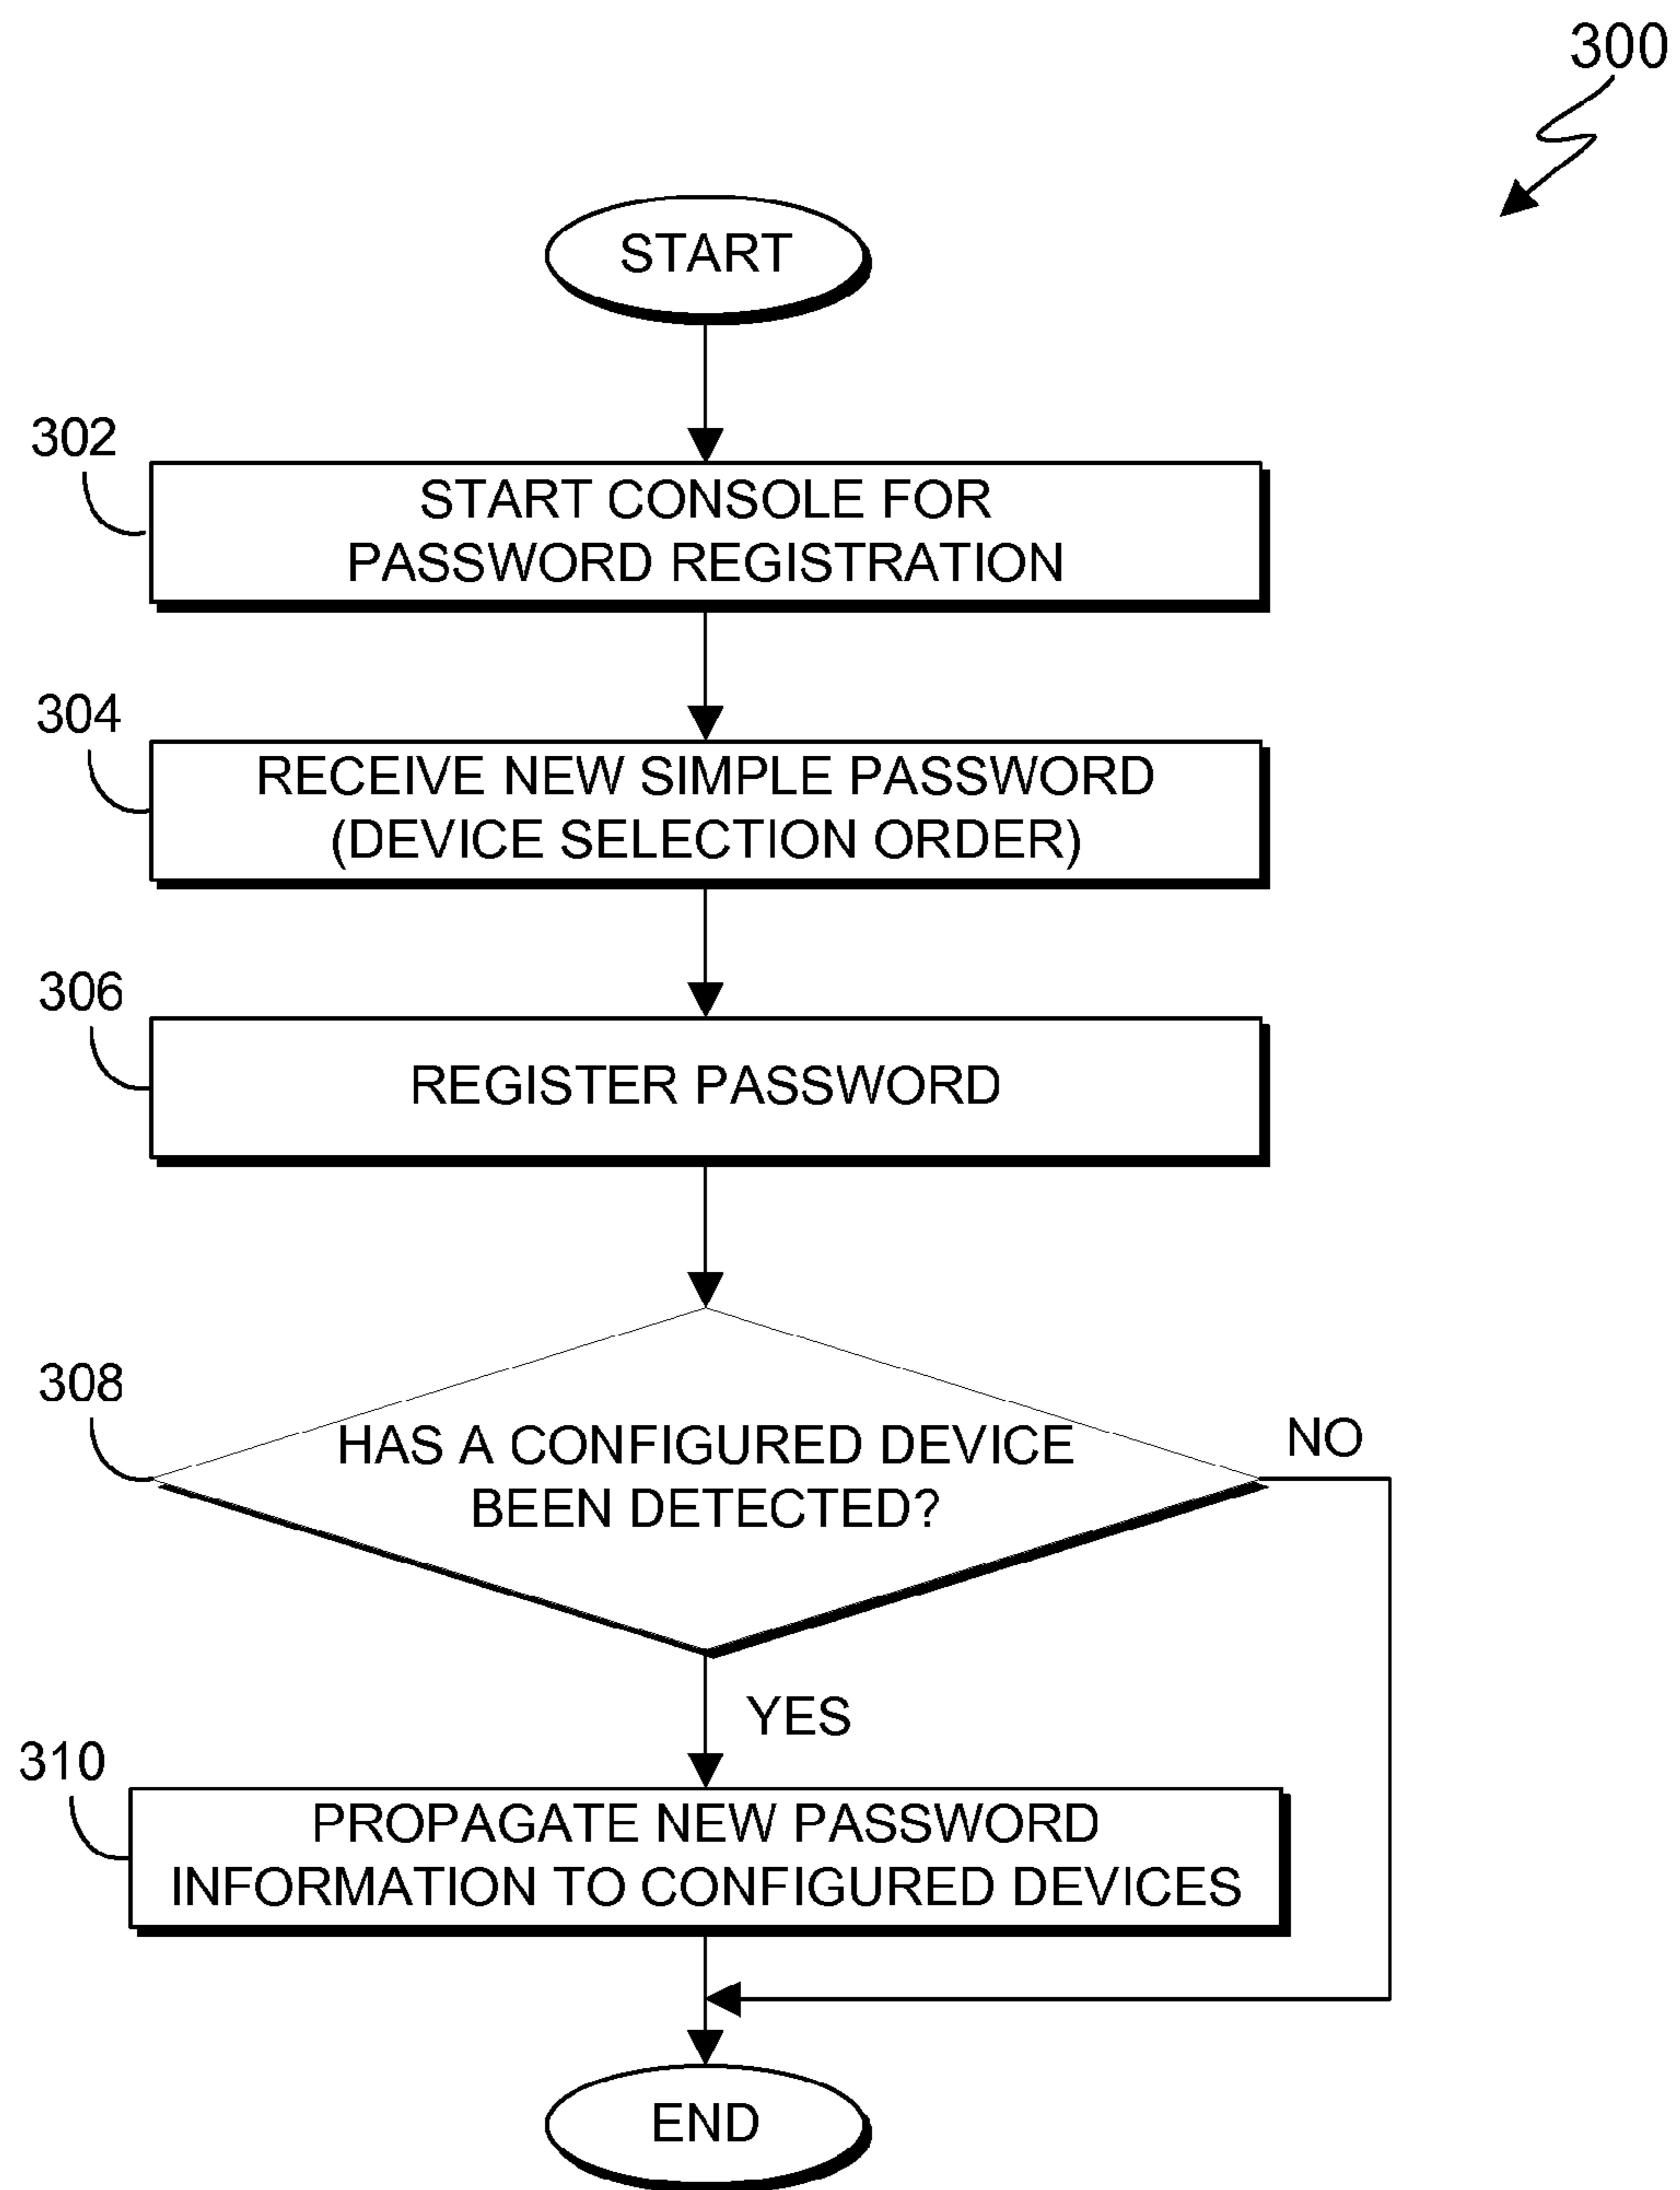 300
START
302
START CONSOLE FOR
PASSWORD REGISTRATION
304
RECEIVE NEW SIMPLE PASSWORD
(DEVICE SELECTION ORDER)
306
REGISTER PASSWORD
308
HAS A CONFIGURED DEVICE
BEEN DETECTED?
NO
YES
310
PROPAGATE NEW PASSWORD
INFORMATION TO CONFIGURED DEVICES
END